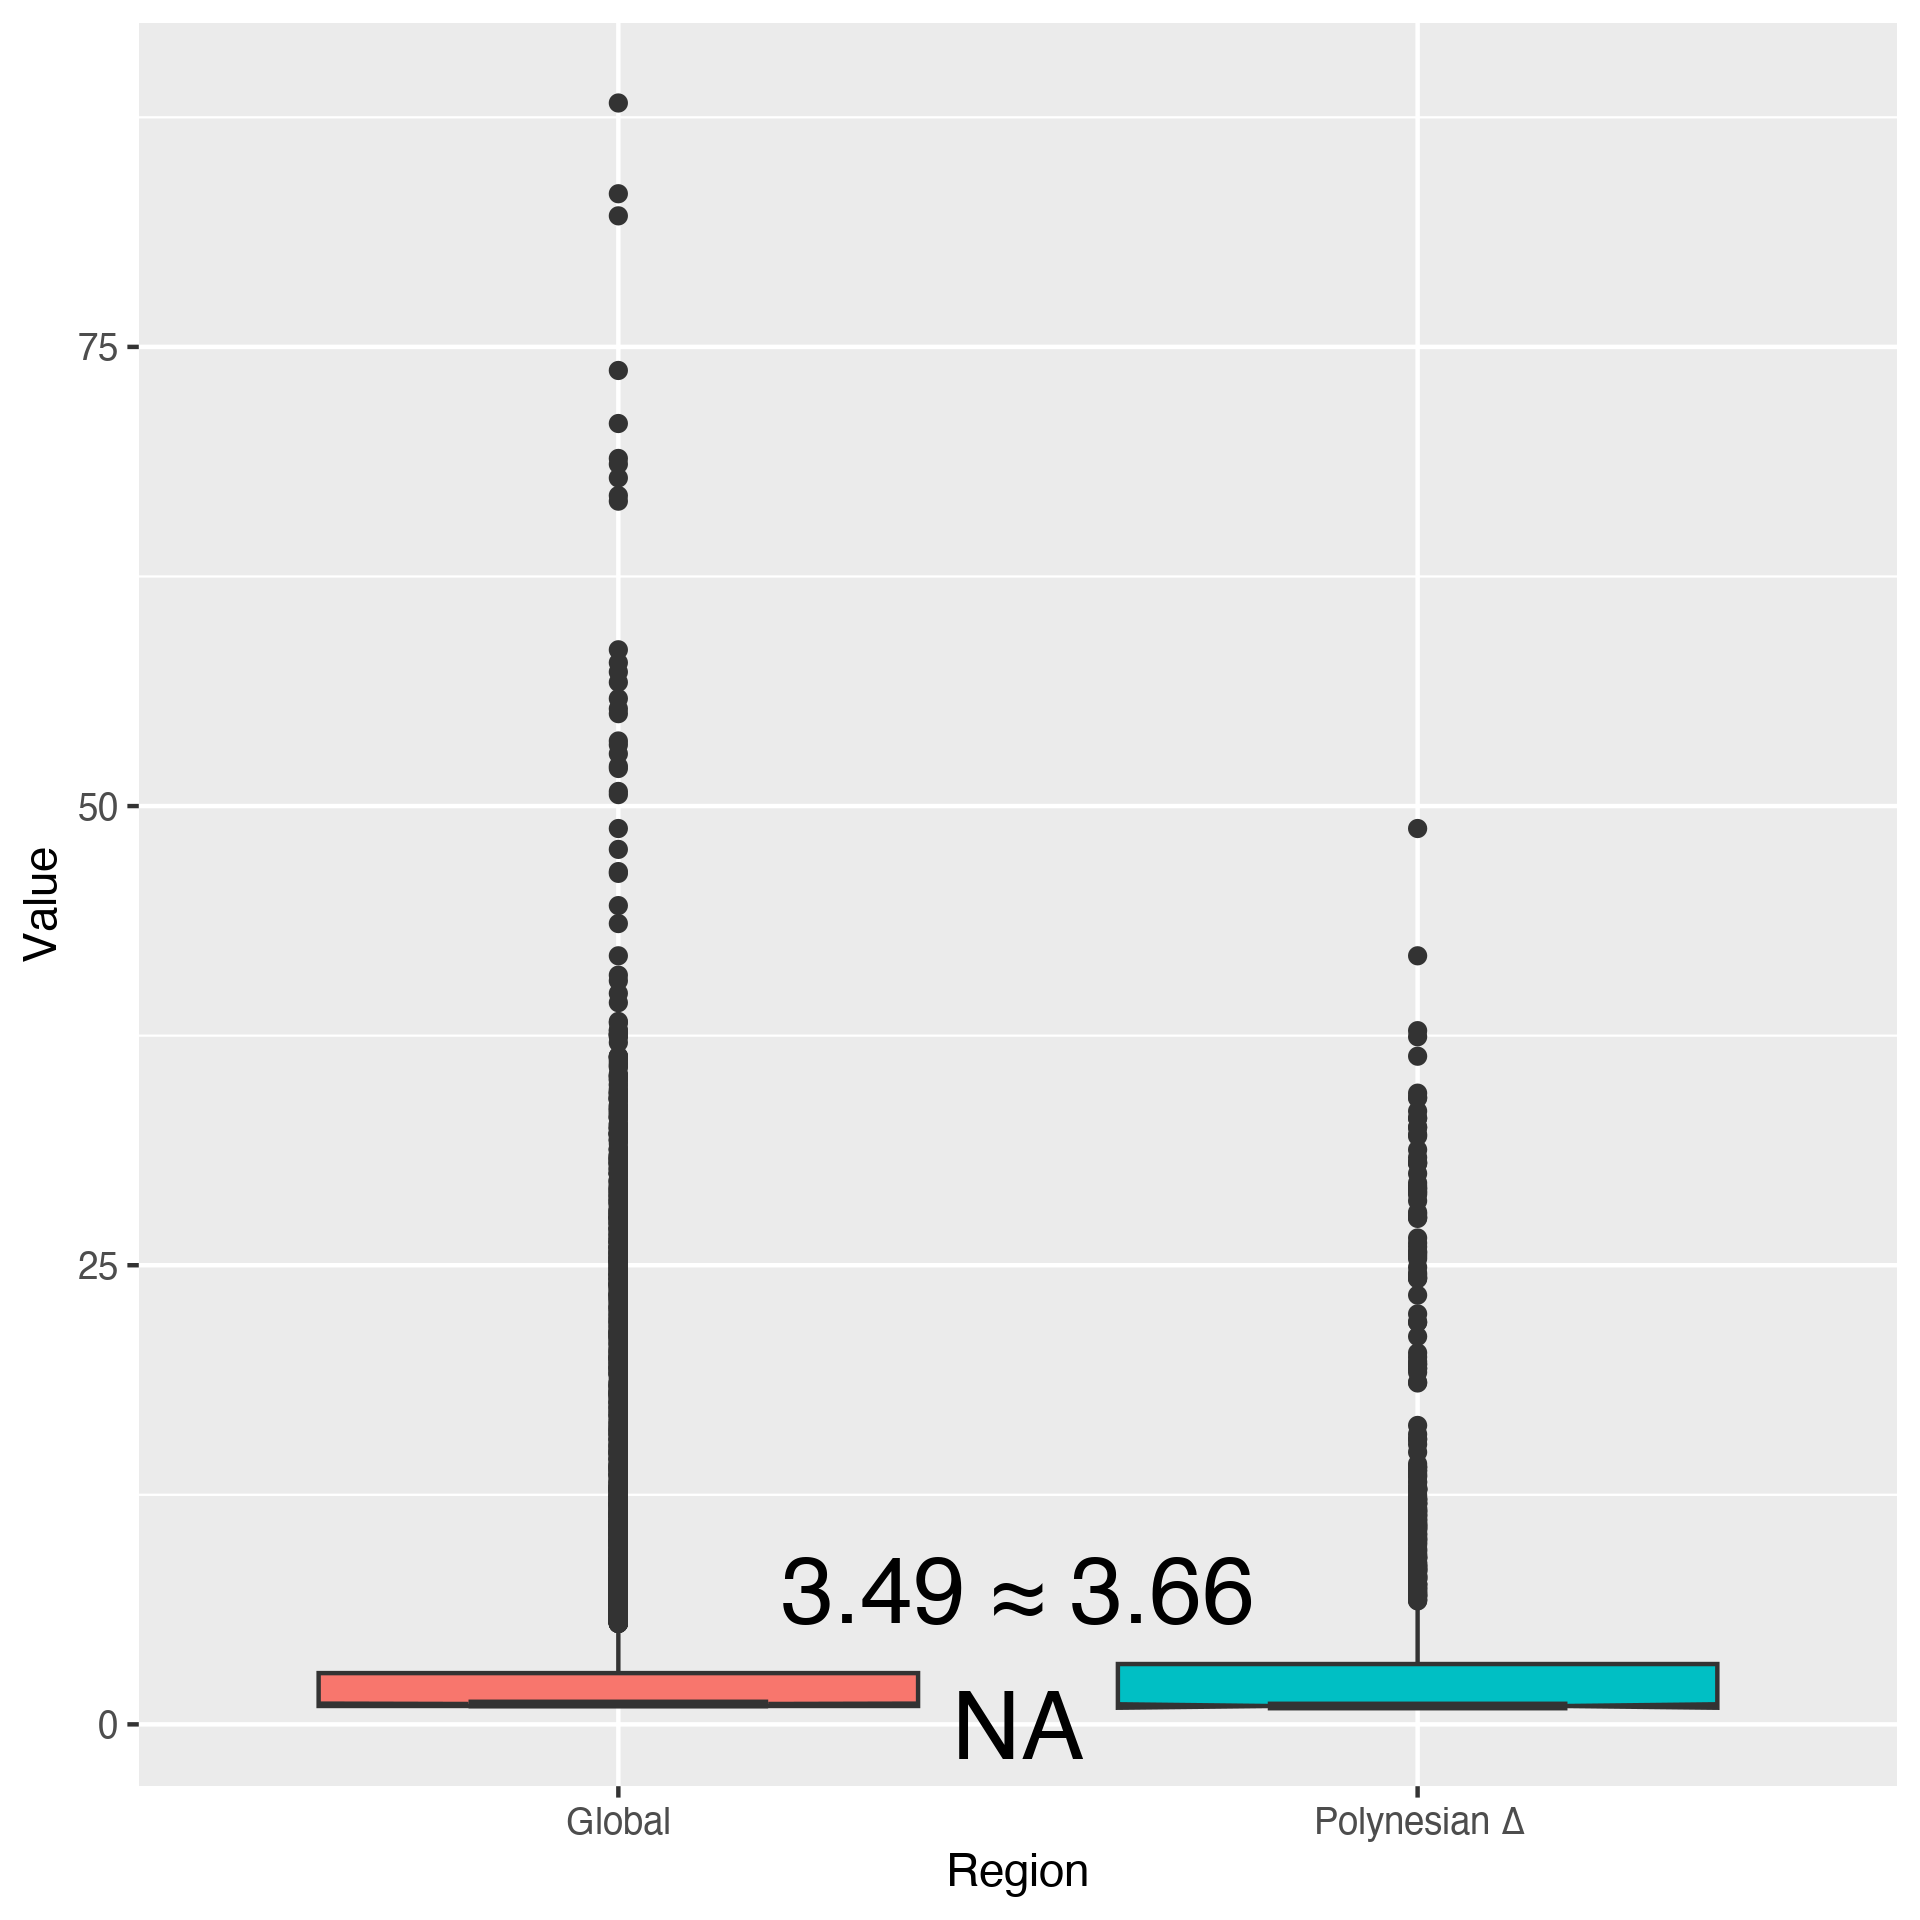 75
50
25
0
Value
3.49 ≈ 3.66
NA
Global
Polynesian Δ
Region